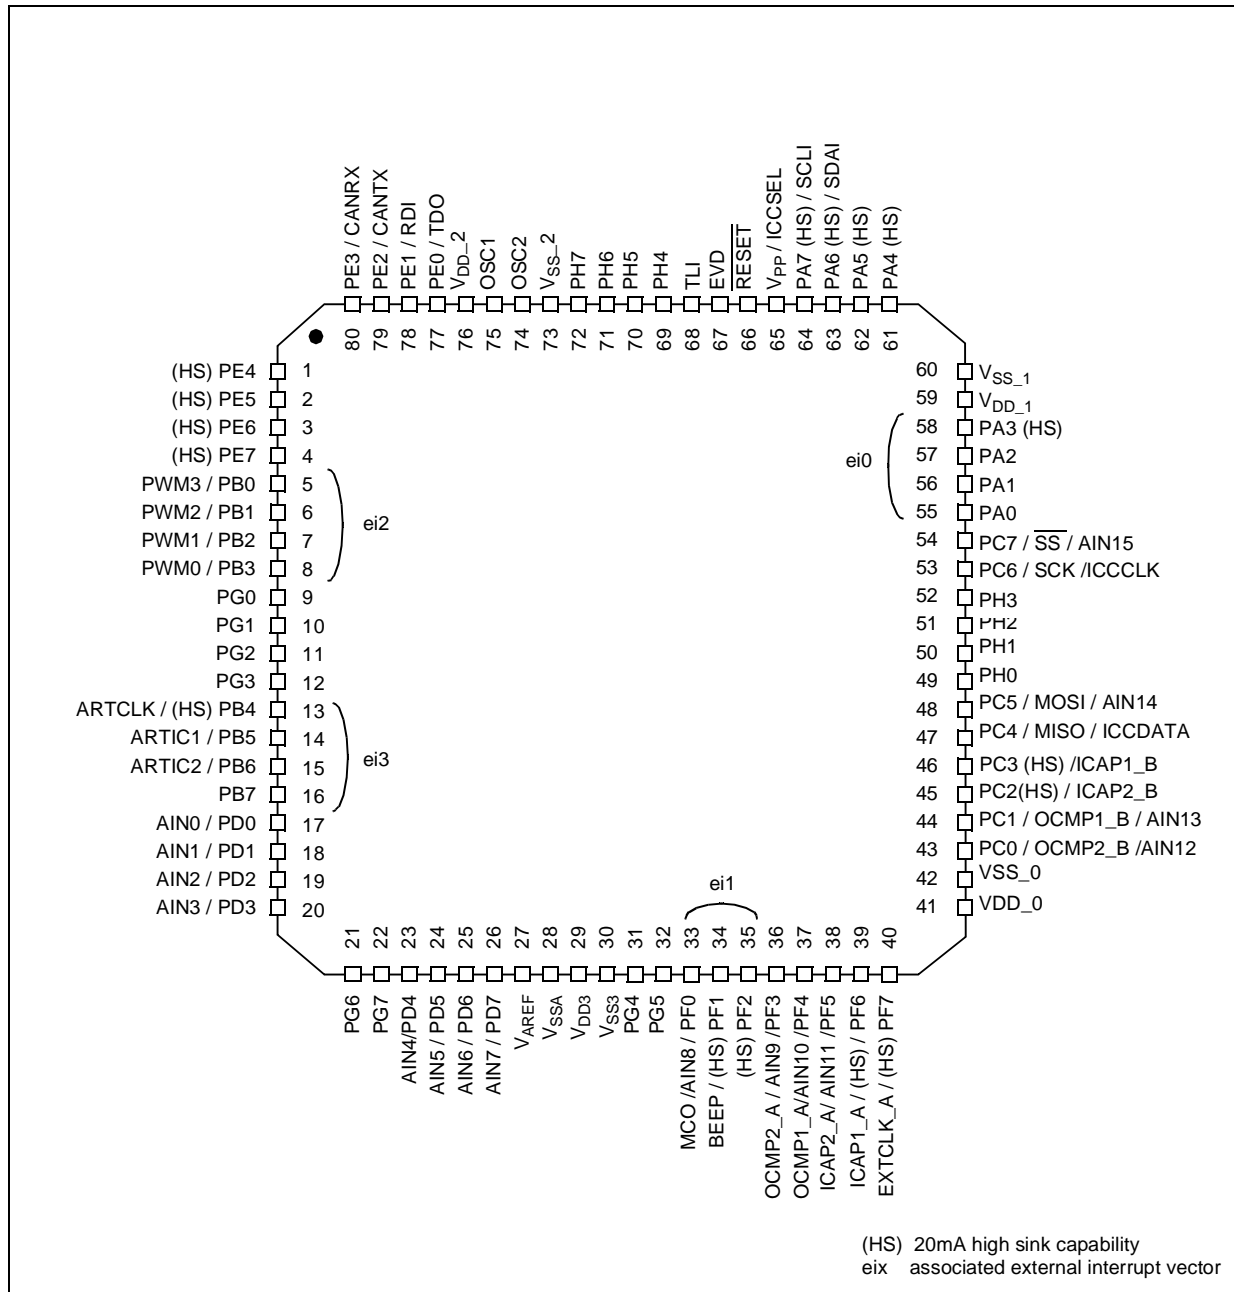 PE3 / CANRX
PE2 / CANTX
PE1 / RDI
PE0 / TDO
VDD_2
OSC1
OSC2
VSS_2
PH7
PH6
PH5
PH4
TLI
EVD
RESET
VPP / ICCSEL
PA7 (HS) / SCLI
PA6 (HS) / SDAI
PA5 (HS)
PA4 (HS)
80 79 78 77 76 75 74 73 72 71 70 69 68 67 66 65 64 63 62 61
(HS) PE4 1
(HS) PE5 2
(HS) PE6 3
(HS) PE7 4
PWM3 / PB0 5
PWM2 / PB1 6
PWM1 / PB2 7
PWM0 / PB3 8
ei2
PG0 9
PG1 10
PG2 11
PG3 12
ARTCLK / (HS) PB4 13
ARTIC1 / PB5 14
ARTIC2 / PB6 15
PB7 16
ei3
AIN0 / PD0 17
AIN1 / PD1 18
AIN2 / PD2 19
AIN3 / PD3 20
60 VSS_1
59 VDD_1
58 PA3 (HS)
57 PA2
56 PA1
55 PA0
ei0
54 PC7 / SS / AIN15
53 PC6 / SCK /ICCCLK
52 PH3
51 PH2
50 PH1
49 PH0
48 PC5 / MOSI / AIN14
47 PC4 / MISO / ICCDATA
46 PC3 (HS) /ICAP1_B
45 PC2(HS) / ICAP2_B
44 PC1 / OCMP1_B / AIN13
43 PC0 / OCMP2_B /AIN12
42 VSS_0
41 VDD_0
ei1
21 22 23 24 25 26 27 28 29 30 31 32 33 34 35 36 37 38 39 40
PG6
PG7
AIN4/PD4
AIN5 / PD5
AIN6 / PD6
AIN7 / PD7
VAREF
VSSA
VDD3
VSS3
PG4
PG5
MCO /AIN8 / PF0
BEEP / (HS) PF1
(HS) PF2
OCMP2_A / AIN9 /PF3
OCMP1_A/AIN10 /PF4
ICAP2_A/ AIN11 /PF5
ICAP1_A / (HS) / PF6
EXTCLK_A / (HS) PF7
(HS) 20mA high sink capability
eix associated external interrupt vector